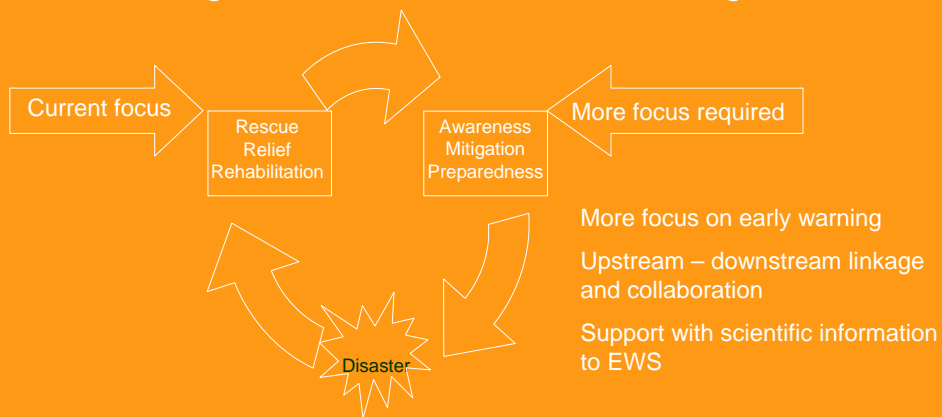 Current focus
Rescue
Relief
Rehabilitation
Awareness
Mitigation
Preparedness
More focus required
More focus on early warning
Upstream – downstream linkage
and collaboration
Support with scientific information
to EWS
Disaster